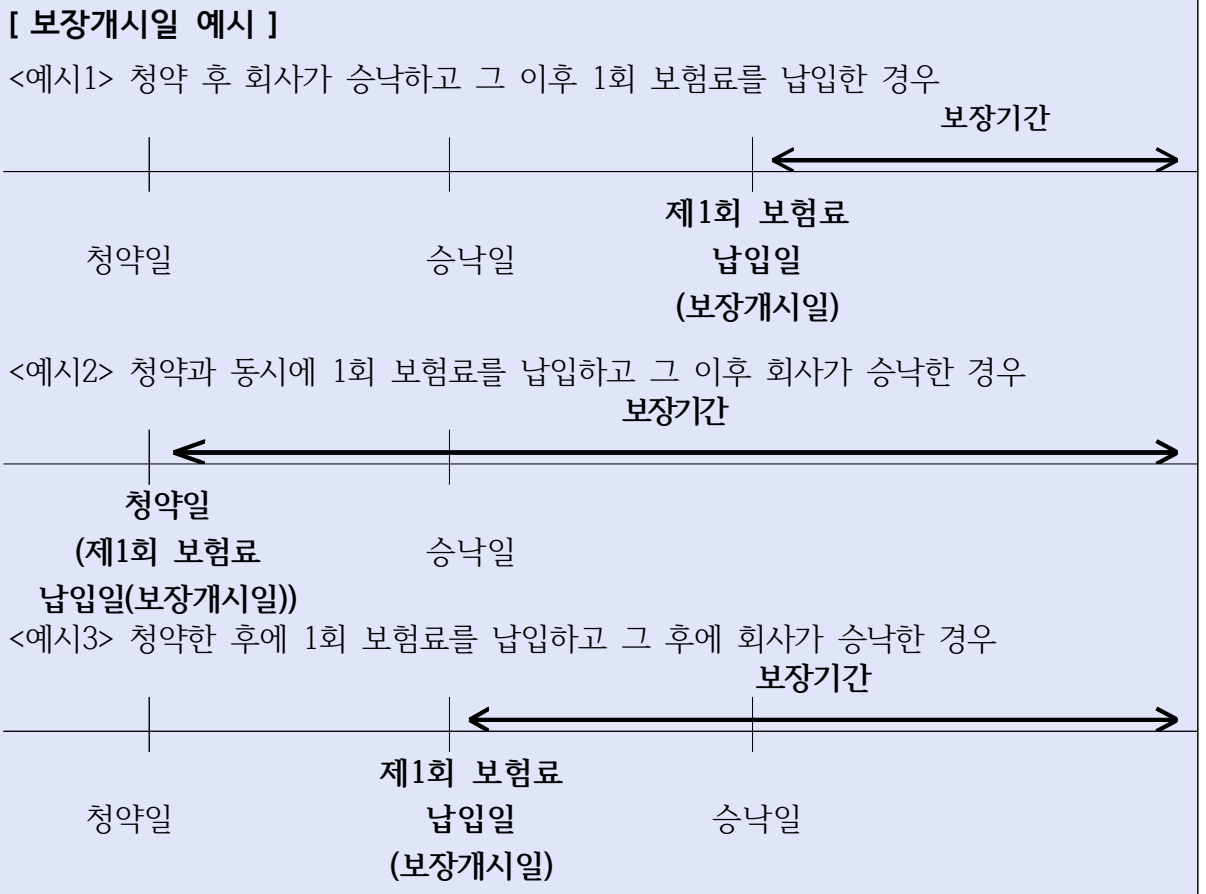 [ 보장개시일 예시 ]
<예시1> 청약 후 회사가 승낙하고 그 이후 1회 보험료를 납입한 경우
보장기간
제1회 보험료
청약일 승낙일 납입일
(보장개시일)
<예시2> 청약과 동시에 1회 보험료를 납입하고 그 이후 회사가 승낙한 경우
보장기간
청약일
(제1회 보험료 승낙일
납입일(보장개시일))
<예시3> 청약한 후에 1회 보험료를 납입하고 그 후에 회사가 승낙한 경우
보장기간
제1회 보험료
청약일 납입일 승낙일
(보장개시일)